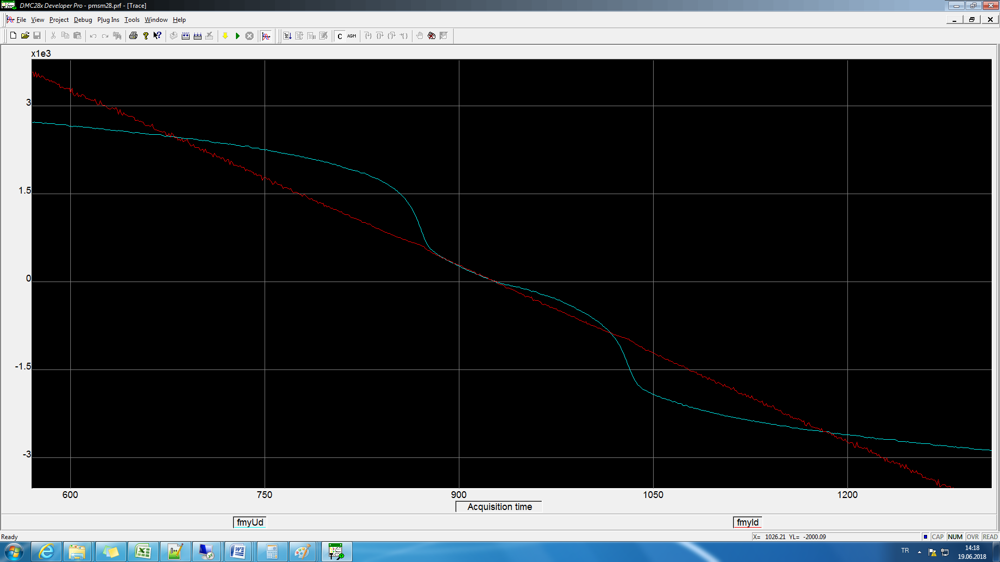 DMC28x Developer Pro - pmsm28.prf - [Trace]
File View Project Debug Plug Ins Tools Window Help
C ASM
x1e3
3
1.5
0
-1.5
-3
600 750 900 1050 1200
Acquisition time
fmyUd fmyId
Ready X= 1026.21 YL= -2000.09 CAP NUM OVR READ
TR 14:18
19.06.2018